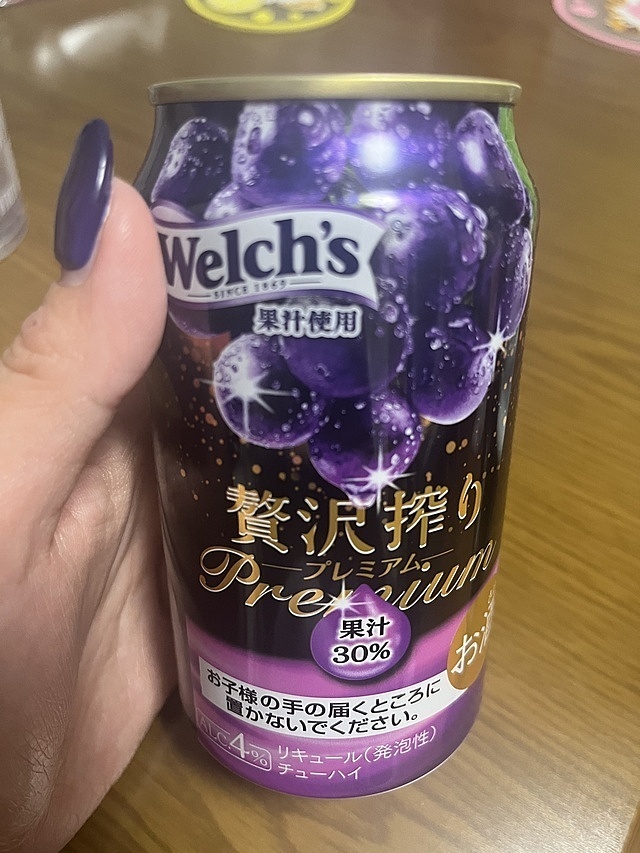 Welch's
SINCE 1869
果汁使用
贅沢搾り
プレミアム
Premium
果汁
30%
お酒
お子様の手の届くところに
置かないでください。
ALC.4%
リキュール(発泡性)
チューハイ